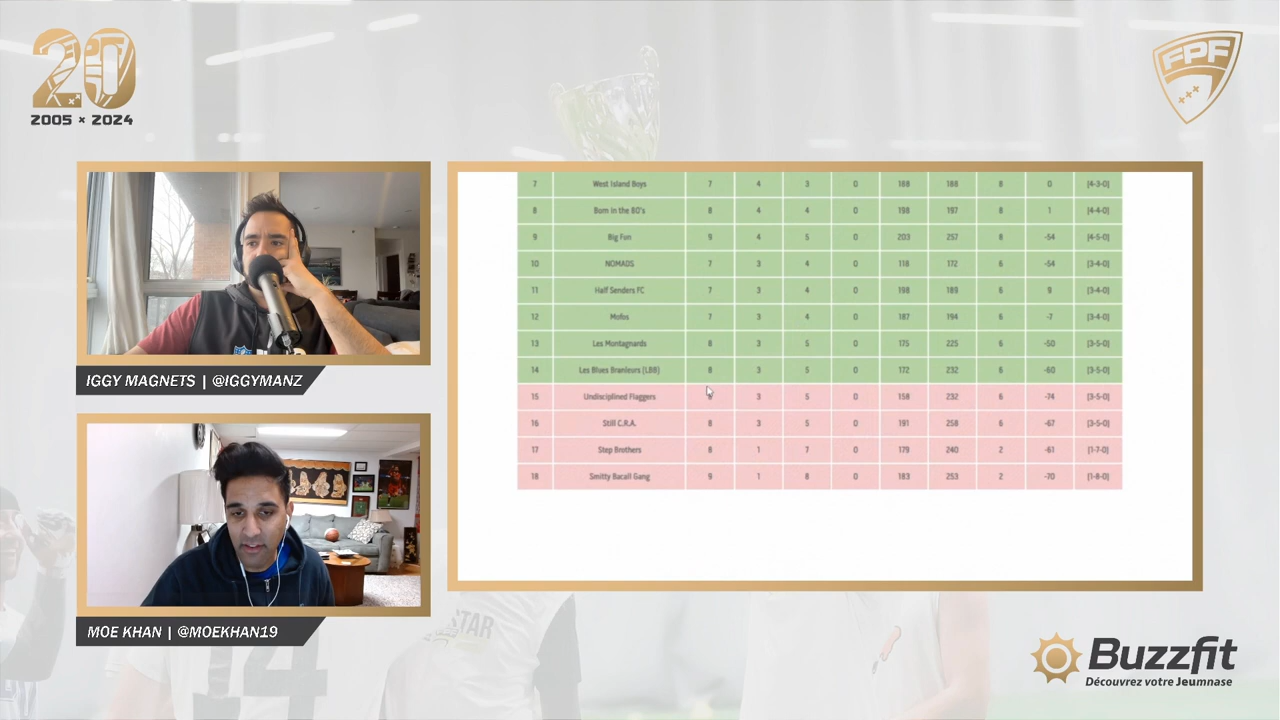 20
2005 × 2024
FPF
IGGY MAGNETS | @IGGYMANZ
MOE KHAN | @MOEKHAN19
7 West Island Boys 7 4 3 0 188 188 8 0 (4-3-0)
8 Born in the 80's 8 4 4 0 198 197 8 1 (4-4-0)
9 Big Fun 9 4 5 0 203 257 8 -54 (4-5-0)
10 NOMADS 7 3 4 0 118 172 6 -54 (3-4-0)
11 Half Senders FC 7 3 4 0 198 189 6 9 (3-4-0)
12 Mofos 7 3 4 0 187 194 6 -7 (3-4-0)
13 Les Montagnards 8 3 5 0 175 225 6 -50 (3-5-0)
14 Les Blues Branleurs (LBB) 8 3 5 0 172 232 6 -60 (3-5-0)
15 Undisciplined Flaggers 8 3 5 0 158 232 6 -74 (3-5-0)
16 Still C.R.A. 8 3 5 0 191 258 6 -67 (3-5-0)
17 Step Brothers 8 1 7 0 179 240 2 -61 (1-7-0)
18 Smitty Bacall Gang 9 1 8 0 183 253 2 -70 (1-8-0)
STAR
14
Buzzfit
Découvrez votre Jeumnase